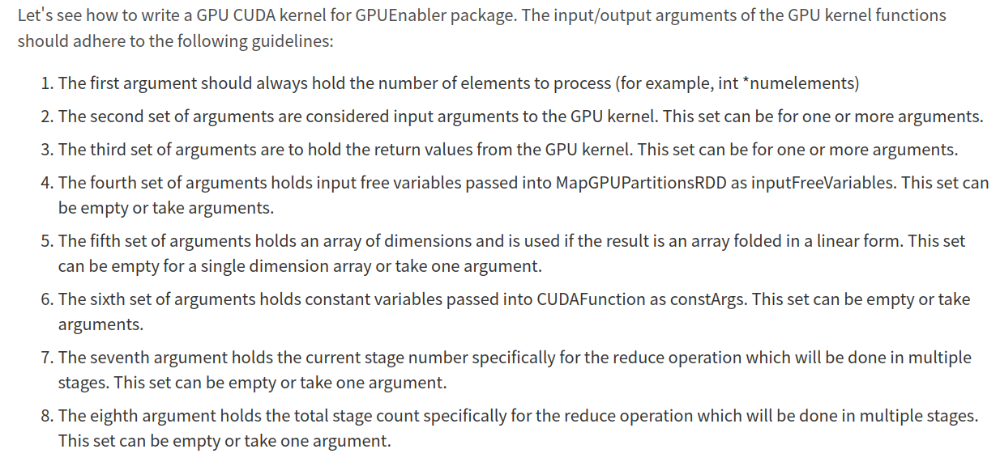 Let's see how to write a GPU CUDA kernel for GPUEnabler package. The input/output arguments of the GPU kernel functions
should adhere to the following guidelines:
1. The first argument should always hold the number of elements to process (for example, int *numelements)
2. The second set of arguments are considered input arguments to the GPU kernel. This set can be for one or more arguments.
3. The third set of arguments are to hold the return values from the GPU kernel. This set can be for one or more arguments.
4. The fourth set of arguments holds input free variables passed into MapGPUPartitionsRDD as inputFreeVariables. This set can
be empty or take arguments.
5. The fifth set of arguments holds an array of dimensions and is used if the result is an array folded in a linear form. This set
can be empty for a single dimension array or take one argument.
6. The sixth set of arguments holds constant variables passed into CUDAFunction as constArgs. This set can be empty or take
arguments.
7. The seventh argument holds the current stage number specifically for the reduce operation which will be done in multiple
stages. This set can be empty or take one argument.
8. The eighth argument holds the total stage count specifically for the reduce operation which will be done in multiple stages.
This set can be empty or take one argument.